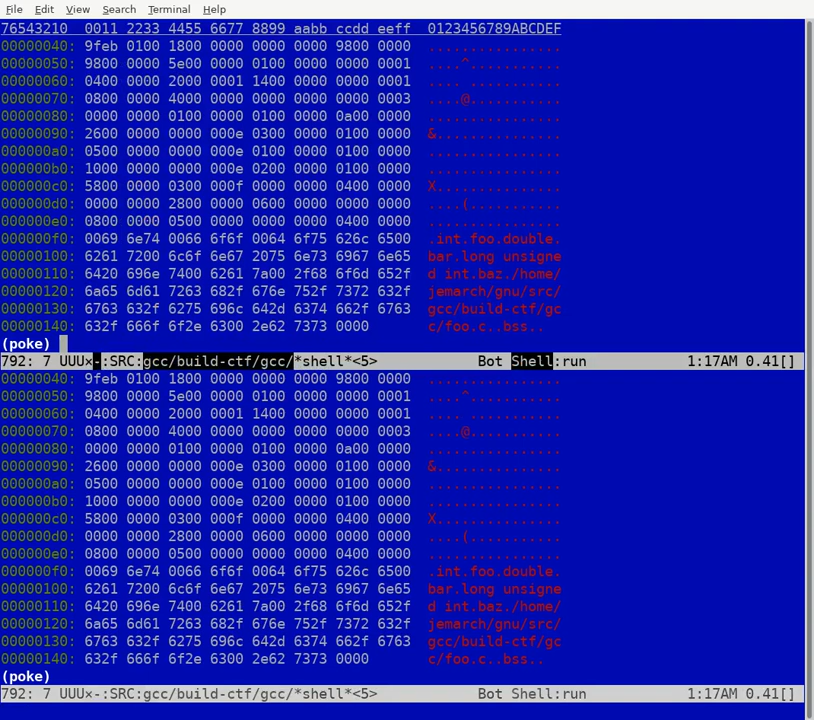 File Edit View Search Terminal Help
76543210  0011 2233 4455 6677 8899 aabb ccdd eeff  0123456789ABCDEF
00000040: 9feb 0100 1800 0000 0000 0000 9800 0000  ................
00000050: 9800 0000 5e00 0000 0100 0000 0000 0001  ....^...........
00000060: 0400 0000 2000 0001 1400 0000 0000 0001  .... ...........
00000070: 0800 0000 4000 0000 0000 0000 0000 0003  ....@...........
00000080: 0000 0000 0100 0000 0100 0000 0a00 0000  ................
00000090: 2600 0000 0000 000e 0300 0000 0100 0000  &...............
000000a0: 0500 0000 0000 000e 0100 0000 0100 0000  ................
000000b0: 1000 0000 0000 000e 0200 0000 0100 0000  ................
000000c0: 5800 0000 0300 000f 0000 0000 0400 0000  X...............
000000d0: 0000 0000 2800 0000 0600 0000 0000 0000  ....(...........
000000e0: 0800 0000 0500 0000 0000 0000 0400 0000  ................
000000f0: 0069 6e74 0066 6f6f 0064 6f75 626c 6500  .int.foo.double.
00000100: 6261 7200 6c6f 6e67 2075 6e73 6967 6e65  bar.long unsigne
00000110: 6420 696e 7400 6261 7a00 2f68 6f6d 652f  d int.baz./home/
00000120: 6a65 6d61 7263 682f 676e 752f 7372 632f  jemarch/gnu/src/
00000130: 6763 632f 6275 696c 642d 6374 662f 6763  gcc/build-ctf/gc
00000140: 632f 666f 6f2e 6300 2e62 7373 0000  c/foo.c..bss..
(poke)
792: 7 UUU×-:SRC:gcc/build-ctf/gcc/*shell*<5> Bot Shell:run 1:17AM 0.41[]
00000040: 9feb 0100 1800 0000 0000 0000 9800 0000  ................
00000050: 9800 0000 5e00 0000 0100 0000 0000 0001  ....^...........
00000060: 0400 0000 2000 0001 1400 0000 0000 0001  .... ...........
00000070: 0800 0000 4000 0000 0000 0000 0000 0003  ....@...........
00000080: 0000 0000 0100 0000 0100 0000 0a00 0000  ................
00000090: 2600 0000 0000 000e 0300 0000 0100 0000  &...............
000000a0: 0500 0000 0000 000e 0100 0000 0100 0000  ................
000000b0: 1000 0000 0000 000e 0200 0000 0100 0000  ................
000000c0: 5800 0000 0300 000f 0000 0000 0400 0000  X...............
000000d0: 0000 0000 2800 0000 0600 0000 0000 0000  ....(...........
000000e0: 0800 0000 0500 0000 0000 0000 0400 0000  ................
000000f0: 0069 6e74 0066 6f6f 0064 6f75 626c 6500  .int.foo.double.
00000100: 6261 7200 6c6f 6e67 2075 6e73 6967 6e65  bar.long unsigne
00000110: 6420 696e 7400 6261 7a00 2f68 6f6d 652f  d int.baz./home/
00000120: 6a65 6d61 7263 682f 676e 752f 7372 632f  jemarch/gnu/src/
00000130: 6763 632f 6275 696c 642d 6374 662f 6763  gcc/build-ctf/gc
00000140: 632f 666f 6f2e 6300 2e62 7373 0000  c/foo.c..bss..
(poke)
792: 7 UUU×-:SRC:gcc/build-ctf/gcc/*shell*<5> Bot Shell:run 1:17AM 0.41[]